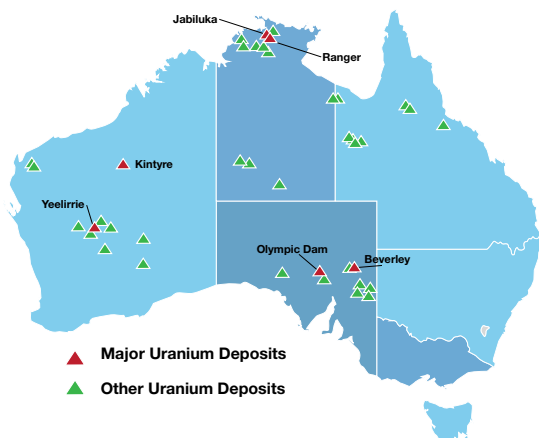 Jabiluka
Ranger
Kintyre
Yeelirrie
Olympic Dam
Beverley
Major Uranium Deposits
Other Uranium Deposits